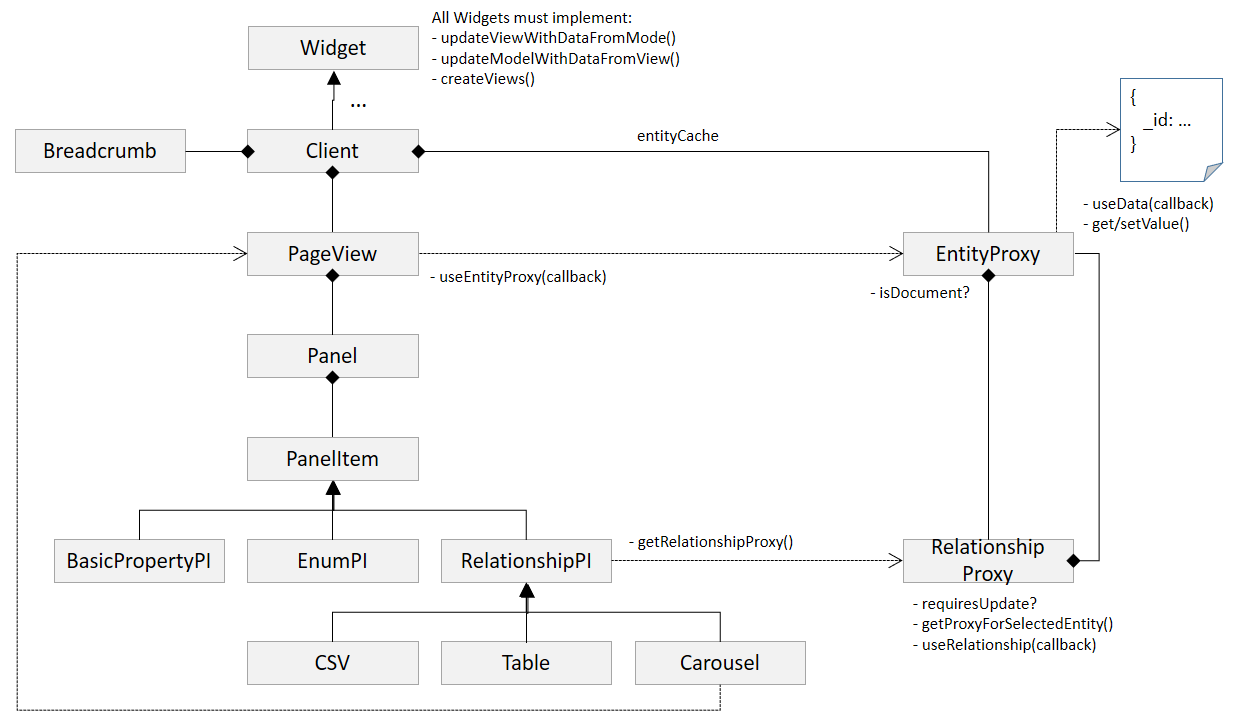 All Widgets must implement:
- updateViewWithDataFromMode()
- updateModelWithDataFromView()
- createViews()
Widget
...
{
_id: ...
}
entityCache
Breadcrumb
Client
- useData(callback)
- get/setValue()
PageView
EntityProxy
- useEntityProxy(callback)
- isDocument?
Panel
PanelItem
- getRelationshipProxy()
BasicPropertyPI
EnumPI
RelationshipPI
Relationship
Proxy
- requiresUpdate?
- getProxyForSelectedEntity()
- useRelationship(callback)
CSV
Table
Carousel